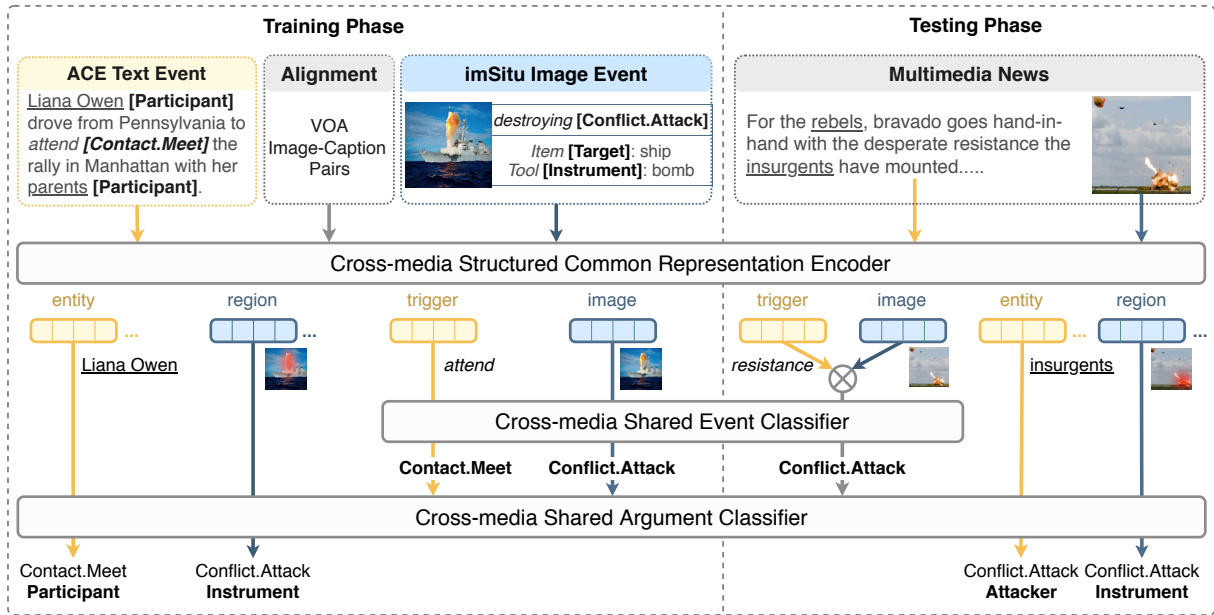 Training Phase
Testing Phase
ACE Text Event
Liana Owen [Participant]
drove from Pennsylvania to
attend [Contact.Meet] the
rally in Manhattan with her
parents [Participant].
Alignment
VOA
Image-Caption
Pairs
imSitu Image Event
destroying [Conflict.Attack]
Item [Target]: ship
Tool [Instrument]: bomb
Multimedia News
For the rebels, bravado goes hand-in-
hand with the desperate resistance the
insurgents have mounted.....
Cross-media Structured Common Representation Encoder
entity
region
trigger
image
trigger
image
entity
region
...
...
...
...
Liana Owen
attend
resistance
insurgents
Cross-media Shared Event Classifier
Contact.Meet
Conflict.Attack
Conflict.Attack
Cross-media Shared Argument Classifier
Contact.Meet
Participant
Conflict.Attack
Instrument
Conflict.Attack
Attacker
Conflict.Attack
Instrument